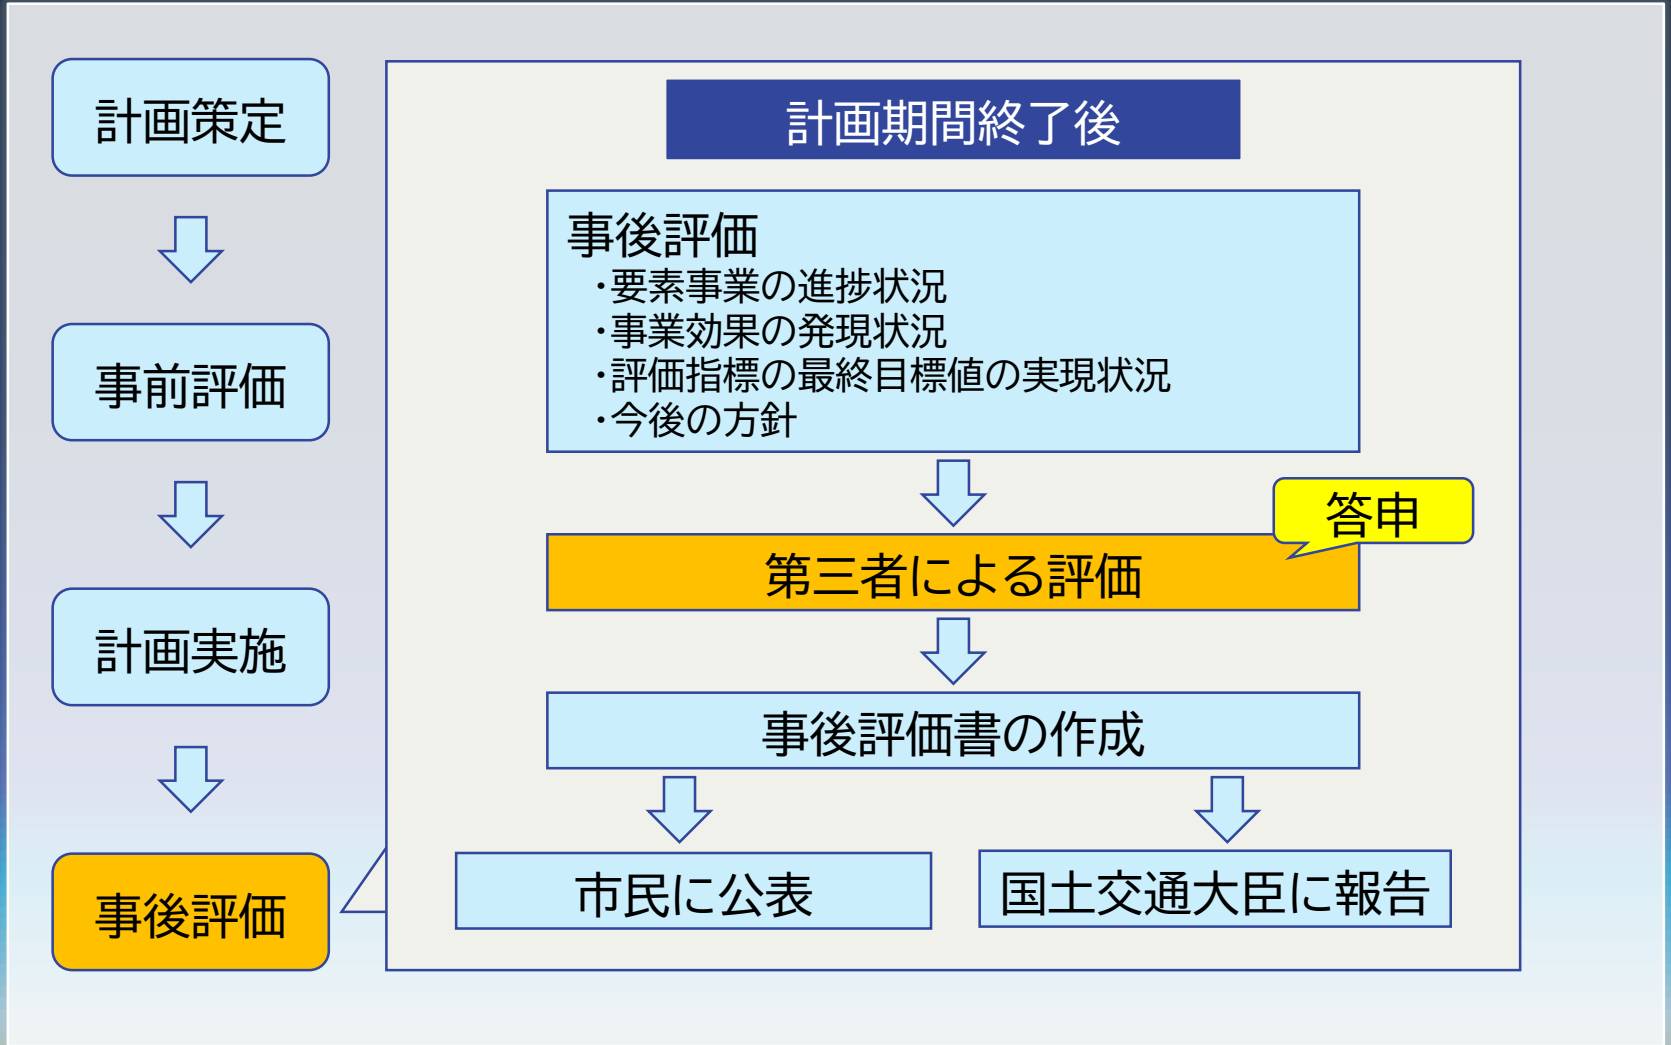 計画策定
事前評価
計画実施
事後評価
計画期間終了後
事後評価
・要素事業の進捗状況
・事業効果の発現状況
・評価指標の最終目標値の実現状況
・今後の方針
答申
第三者による評価
事後評価書の作成
市民に公表
国土交通大臣に報告